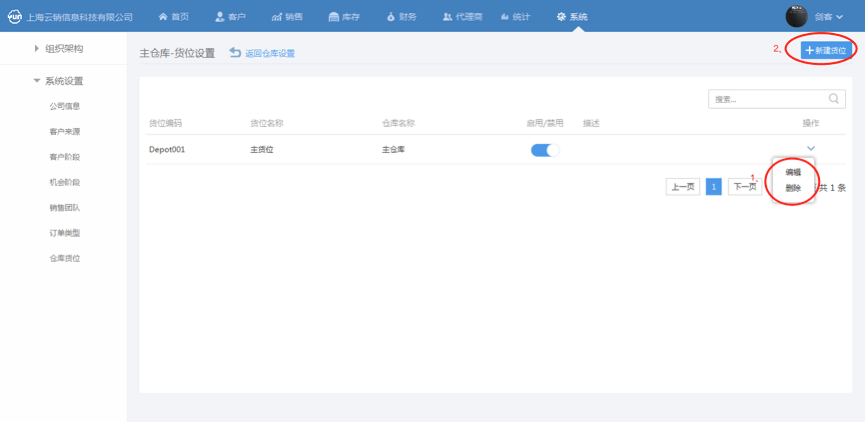 上海云销信息科技有限公司 首页 客户 销售 库存 财务 代理商 统计 系统 剑客
组织架构
系统设置
公司信息
客户来源
客户阶段
机会阶段
销售团队
订单类型
仓库货位
主仓库-货位设置 返回仓库设置 2、 新建货位
搜索...
货位编码 货位名称 仓库名称 启用/禁用 描述 操作
Depot001 主货位 主仓库
1、 编辑
删除
上一页 1 下一页 共 1 条